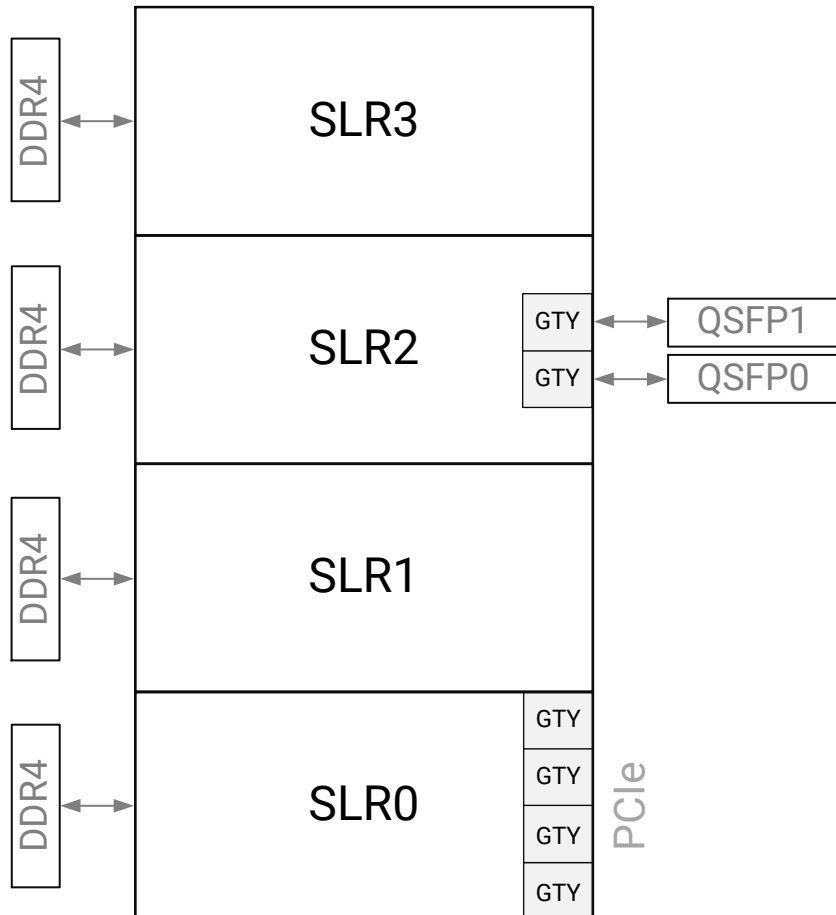 DDR4
SLR3
DDR4
SLR2
GTY
QSFP1
GTY
QSFP0
DDR4
SLR1
DDR4
SLR0
GTY
GTY
GTY
GTY
PCIe